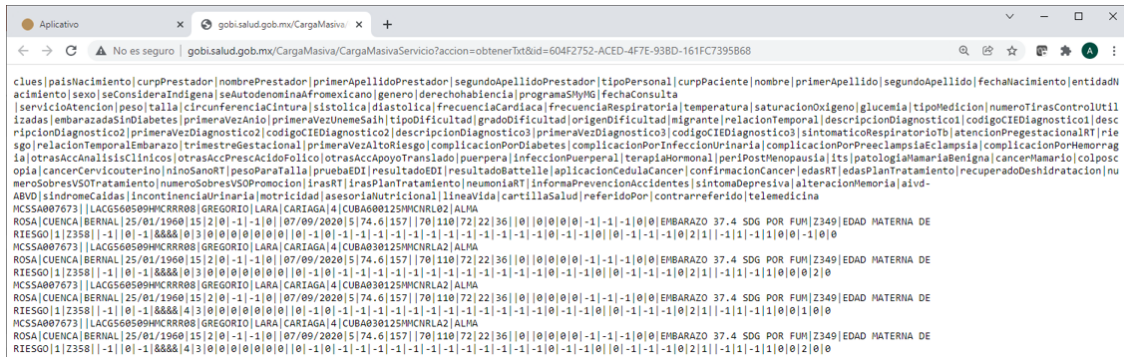 Aplicativo
gobi.salud.gob.mx/CargaMasiva/
No es seguro | gobi.salud.gob.mx/CargaMasiva/CargaMasivaServicio?accion=obtenerTxt&id=604F2752-ACED-4F7E-93BD-161FC7395B68
A
clues|paisNacimiento|curpPrestador|nombrePrestador|primerApellidoPrestador|segundoApellidoPrestador|tipoPersonal|curpPaciente|nombre|primerApellido|segundoApellido|fechaNacimiento|entidadN
acimiento|sexo|seConsideraIndigena|seAutodenominaAfromexicano|genero|derechohabiencia|programaSMyMG|fechaConsulta
|servicioAtencion|peso|talla|circunferenciaCintura|sistolica|diastolica|frecuenciaCardiaca|frecuenciaRespiratoria|temperatura|saturacionOxigeno|glucemia|tipoMedicion|numeroTirasControlUtil
izadas|embarazadaSinDiabetes|primeraVezAnio|primeraVezUnemeSaih|tipoDificultad|gradoDificultad|origenDificultad|migrante|relacionTemporal|descripcionDiagnostico1|codigoCIEDiagnostico1|desc
ripcionDiagnostico2|primeraVezDiagnostico2|codigoCIEDiagnostico2|descripcionDiagnostico3|primeraVezDiagnostico3|codigoCIEDiagnostico3|sintomaticoRespiratorioTb|atencionPregestacionalRT|rie
sgo|relacionTemporalEmbarazo|trimestreGestacional|primeraVezAltoRiesgo|complicacionPorDiabetes|complicacionPorInfeccionUrinaria|complicacionPorPreeclampsiaEclampsia|complicacionPorHemorrag
ia|otrasAccAnalisisClinicos|otrasAccPrescAcidoFolico|otrasAccApoyoTranslado|puerpera|infeccionPuerperal|terapiaHormonal|periPostMenopausia|its|patologiaMamariaBenigna|cancerMamario|colposc
opia|cancerCervicouterino|ninoSanoRT|pesoParaTalla|pruebaEDI|resultadoEDI|resultadoBattelle|aplicacionCedulaCancer|confirmacionCancer|edasRT|edasPlanTratamiento|recuperadoDeshidratacion|nu
meroSobresVSOTratamiento|numeroSobresVSOPromocion|irasRT|irasPlanTratamiento|neumoniaRT|informaPrevencionAccidentes|sintomaDepresiva|alteracionMemoria|aivd-
ABVD|sindromeCaidas|incontinenciaUrinaria|motricidad|asesoriaNutricional|lineaVida|cartillaSalud|referidoPor|contrarreferido|telemedicina
MCSSA007673||LACG560509HMCRRR08|GREGORIO|LARA|CARIAGA|4|CUBA600125MMCNRL02|ALMA
ROSA|CUENCA|BERNAL|25/01/1960|15|2|0|-1|-1|0||07/09/2020|5|74.6|157||70|110|72|22|36||0|0|0|0|0|-1|-1|-1|0|0|EMBARAZO 37.4 SDG POR FUM|Z349|EDAD MATERNA DE
RIESGO|1|Z358||-1||0|-1|&&&&|0|3|0|0|0|0|0|0|0||0|-1|0|-1|-1|-1|-1|-1|-1|-1|-1|-1|-1|0|-1|-1|0||0|-1|-1|-1|0|2|1||-1|1|-1|1|0|0|-1|0|0
MCSSA007673||LACG560509HMCRRR08|GREGORIO|LARA|CARIAGA|4|CUBA030125MMCNRLA2|ALMA
ROSA|CUENCA|BERNAL|25/01/1960|15|2|0|-1|-1|0||07/09/2020|5|74.6|157||70|110|72|22|36||0|0|0|0|0|-1|-1|-1|0|0|EMBARAZO 37.4 SDG POR FUM|Z349|EDAD MATERNA DE
RIESGO|1|Z358||-1||0|-1|&&&&|0|3|0|0|0|0|0|0|0||0|-1|0|-1|-1|-1|-1|-1|-1|-1|-1|-1|-1|0|-1|-1|0||0|-1|-1|-1|0|2|1||-1|1|-1|1|0|0|0|2|0
MCSSA007673||LACG560509HMCRRR08|GREGORIO|LARA|CARIAGA|4|CUBA030125MMCNRLA2|ALMA
ROSA|CUENCA|BERNAL|25/01/1960|15|2|0|-1|-1|0||07/09/2020|5|74.6|157||70|110|72|22|36||0|0|0|0|0|-1|-1|-1|0|0|EMBARAZO 37.4 SDG POR FUM|Z349|EDAD MATERNA DE
RIESGO|1|Z358||-1||0|-1|&&&&|4|3|0|0|0|0|0|0|0||0|-1|0|-1|-1|-1|-1|-1|-1|-1|-1|-1|-1|0|-1|-1|0||0|-1|-1|-1|0|2|1||-1|1|-1|1|0|0|1|0|0
MCSSA007673||LACG560509HMCRRR08|GREGORIO|LARA|CARIAGA|4|CUBA030125MMCNRLA2|ALMA
ROSA|CUENCA|BERNAL|25/01/1960|15|2|0|-1|-1|0||07/09/2020|5|74.6|157||70|110|72|22|36||0|0|0|0|0|-1|-1|-1|0|0|EMBARAZO 37.4 SDG POR FUM|Z349|EDAD MATERNA DE
RIESGO|1|Z358||-1||0|-1|&&&&|4|3|0|0|0|0|0|0|0||0|-1|0|-1|-1|-1|-1|-1|-1|-1|-1|-1|-1|0|-1|-1|0||0|-1|-1|-1|0|2|1||-1|1|-1|1|0|0|2|0|0